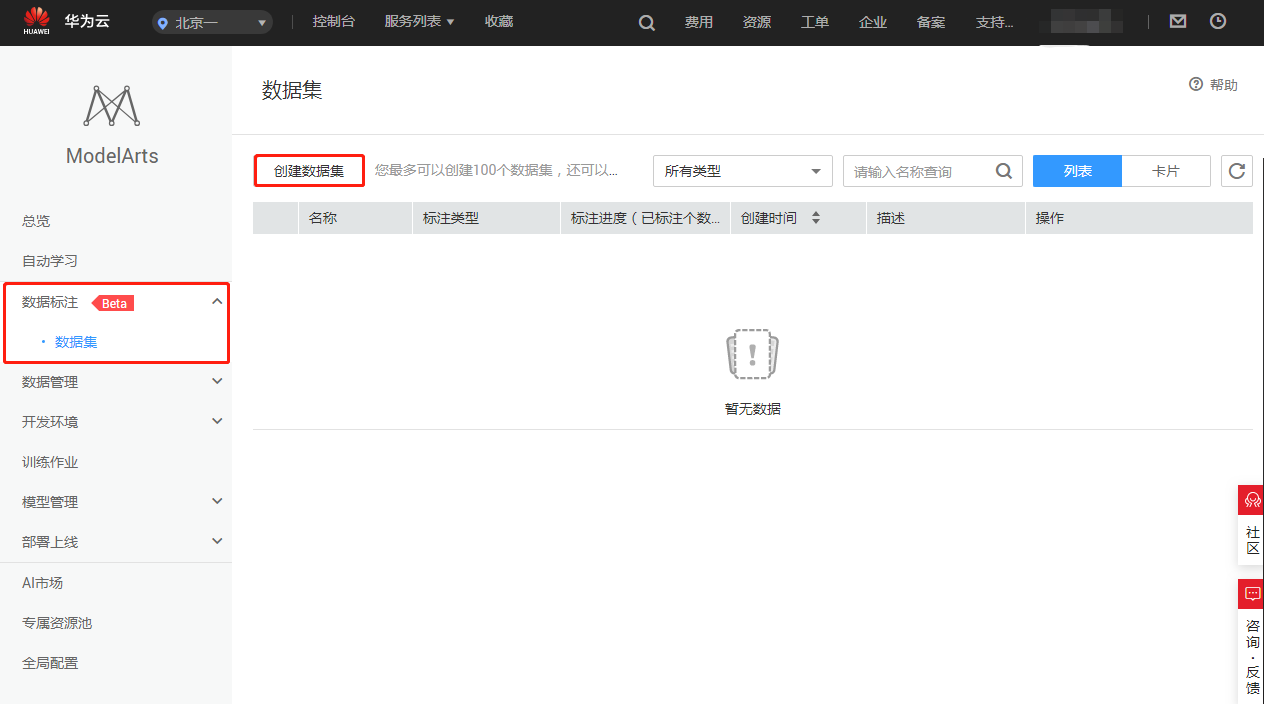 HUAWEI
华为云
北京一
控制台
服务列表
收藏
费用
资源
工单
企业
备案
支持...
ModelArts
总览
自动学习
数据标注 Beta
· 数据集
数据管理
开发环境
训练作业
模型管理
部署上线
AI市场
专属资源池
全局配置
数据集
帮助
创建数据集
您最多可以创建100个数据集，还可以...
所有类型
请输入名称查询
列表
卡片
名称
标注类型
标注进度（已标注个数...
创建时间
描述
操作
暂无数据
社区
咨询·反馈